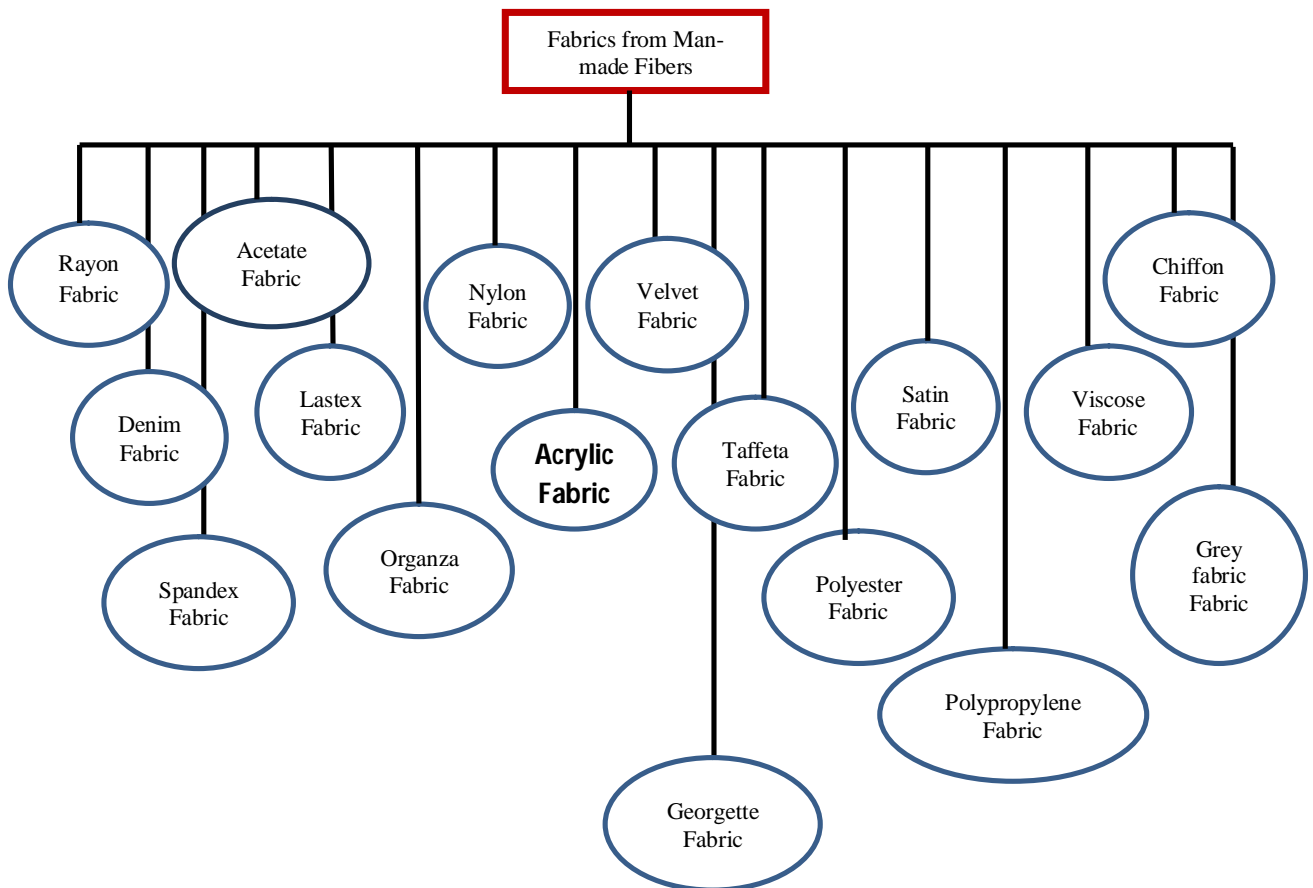 Fabrics from Man-
made Fibers
Rayon
Fabric
Acetate
Fabric
Nylon
Fabric
Velvet
Fabric
Chiffon
Fabric
Denim
Fabric
Lastex
Fabric
Acrylic
Fabric
Taffeta
Fabric
Satin
Fabric
Viscose
Fabric
Spandex
Fabric
Organza
Fabric
Polyester
Fabric
Grey
fabric
Fabric
Polypropylene
Fabric
Georgette
Fabric